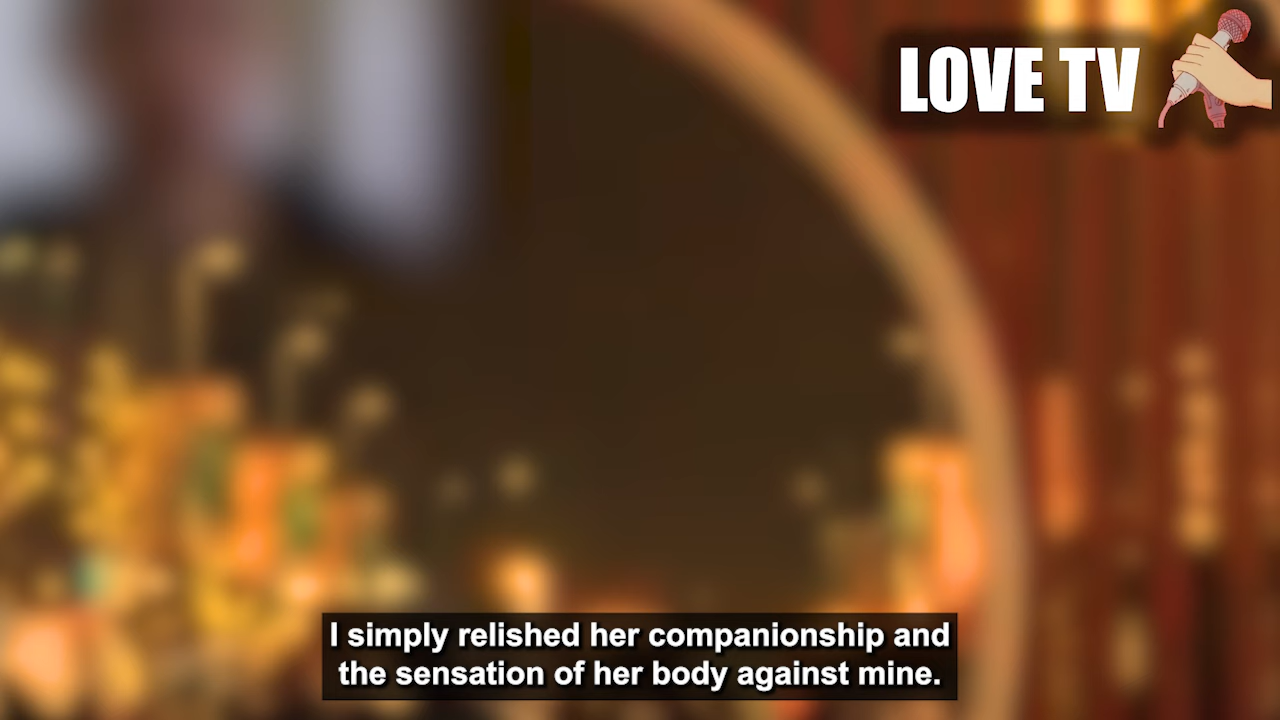 LOVE TV
I simply relished her companionship and
the sensation of her body against mine.